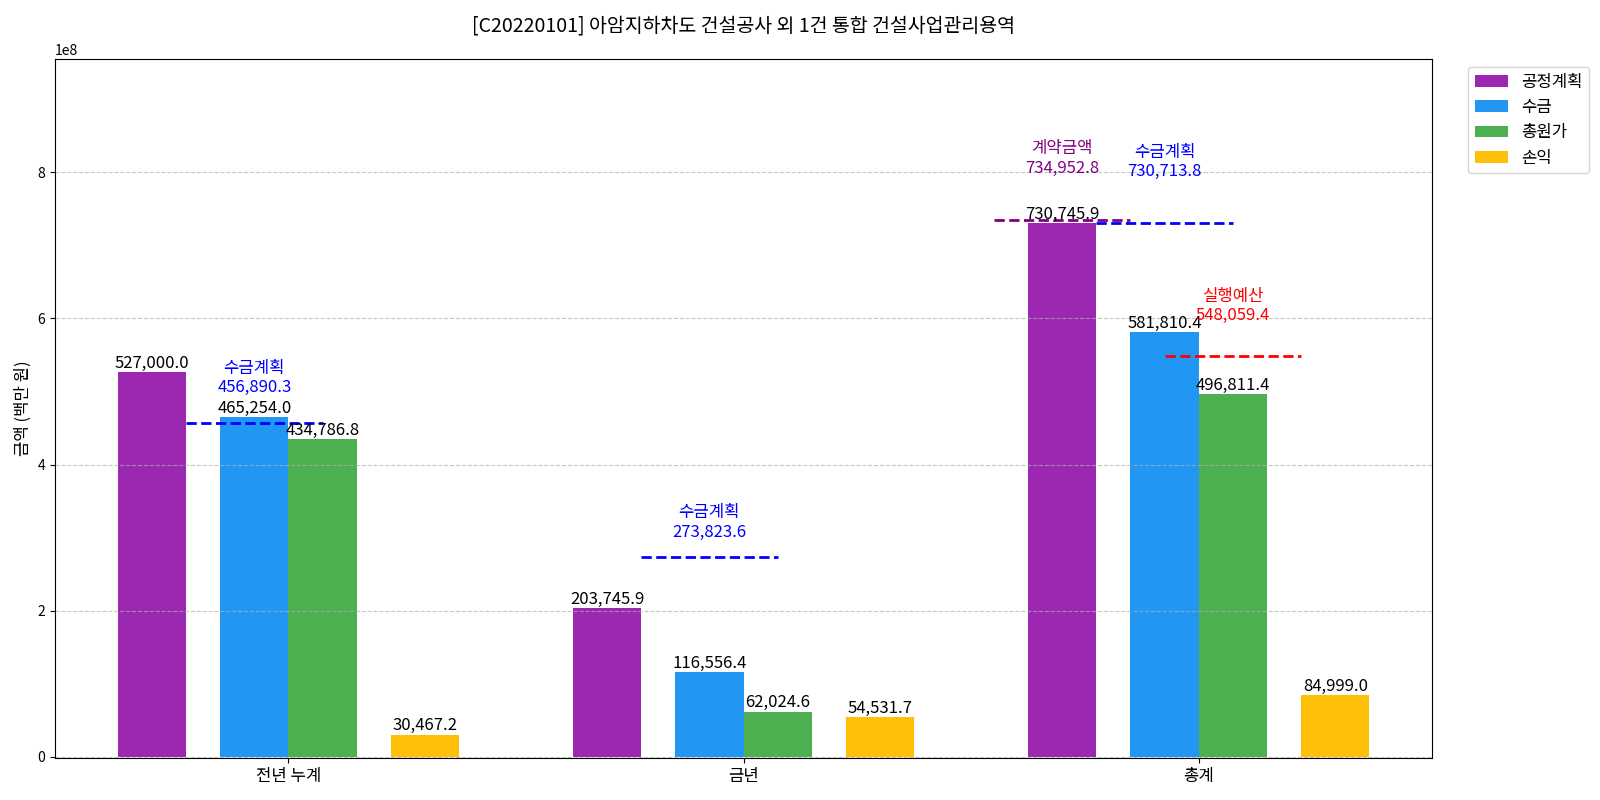 [C20220101] 아암지하차도 건설공사 외 1건 통합 건설사업관리용역
1e8
금액 (백만 원)
8
6
4
2
0
공정계획
수금
총원가
손익
527,000.0
수금계획
456,890.3
465,254.0
434,786.8
30,467.2
수금계획
273,823.6
203,745.9
116,556.4
62,024.6
54,531.7
계약금액
734,952.8
수금계획
730,713.8
730,745.9
실행예산
548,059.4
581,810.4
496,811.4
84,999.0
전년 누계
금년
총계